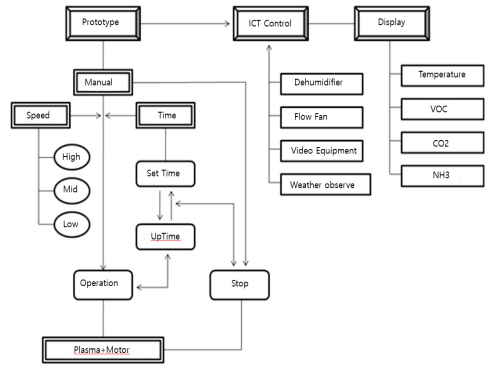 Prototype
ICT Control
Display
Manual
Dehumidifier
Temperature
Speed
Time
Flow Fan
VOC
High
Video Equipment
CO2
Set Time
Mid
Weather observe
NH3
Low
UpTime
Operation
Stop
Plasma+Motor